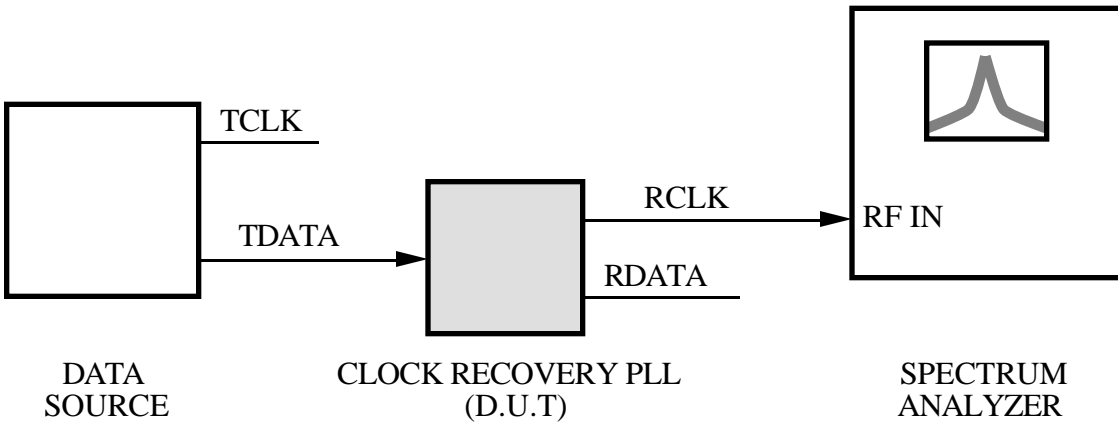 TCLK
TDATA
RCLK
RDATA
RF IN
DATA
SOURCE
CLOCK RECOVERY PLL
(D.U.T)
SPECTRUM
ANALYZER